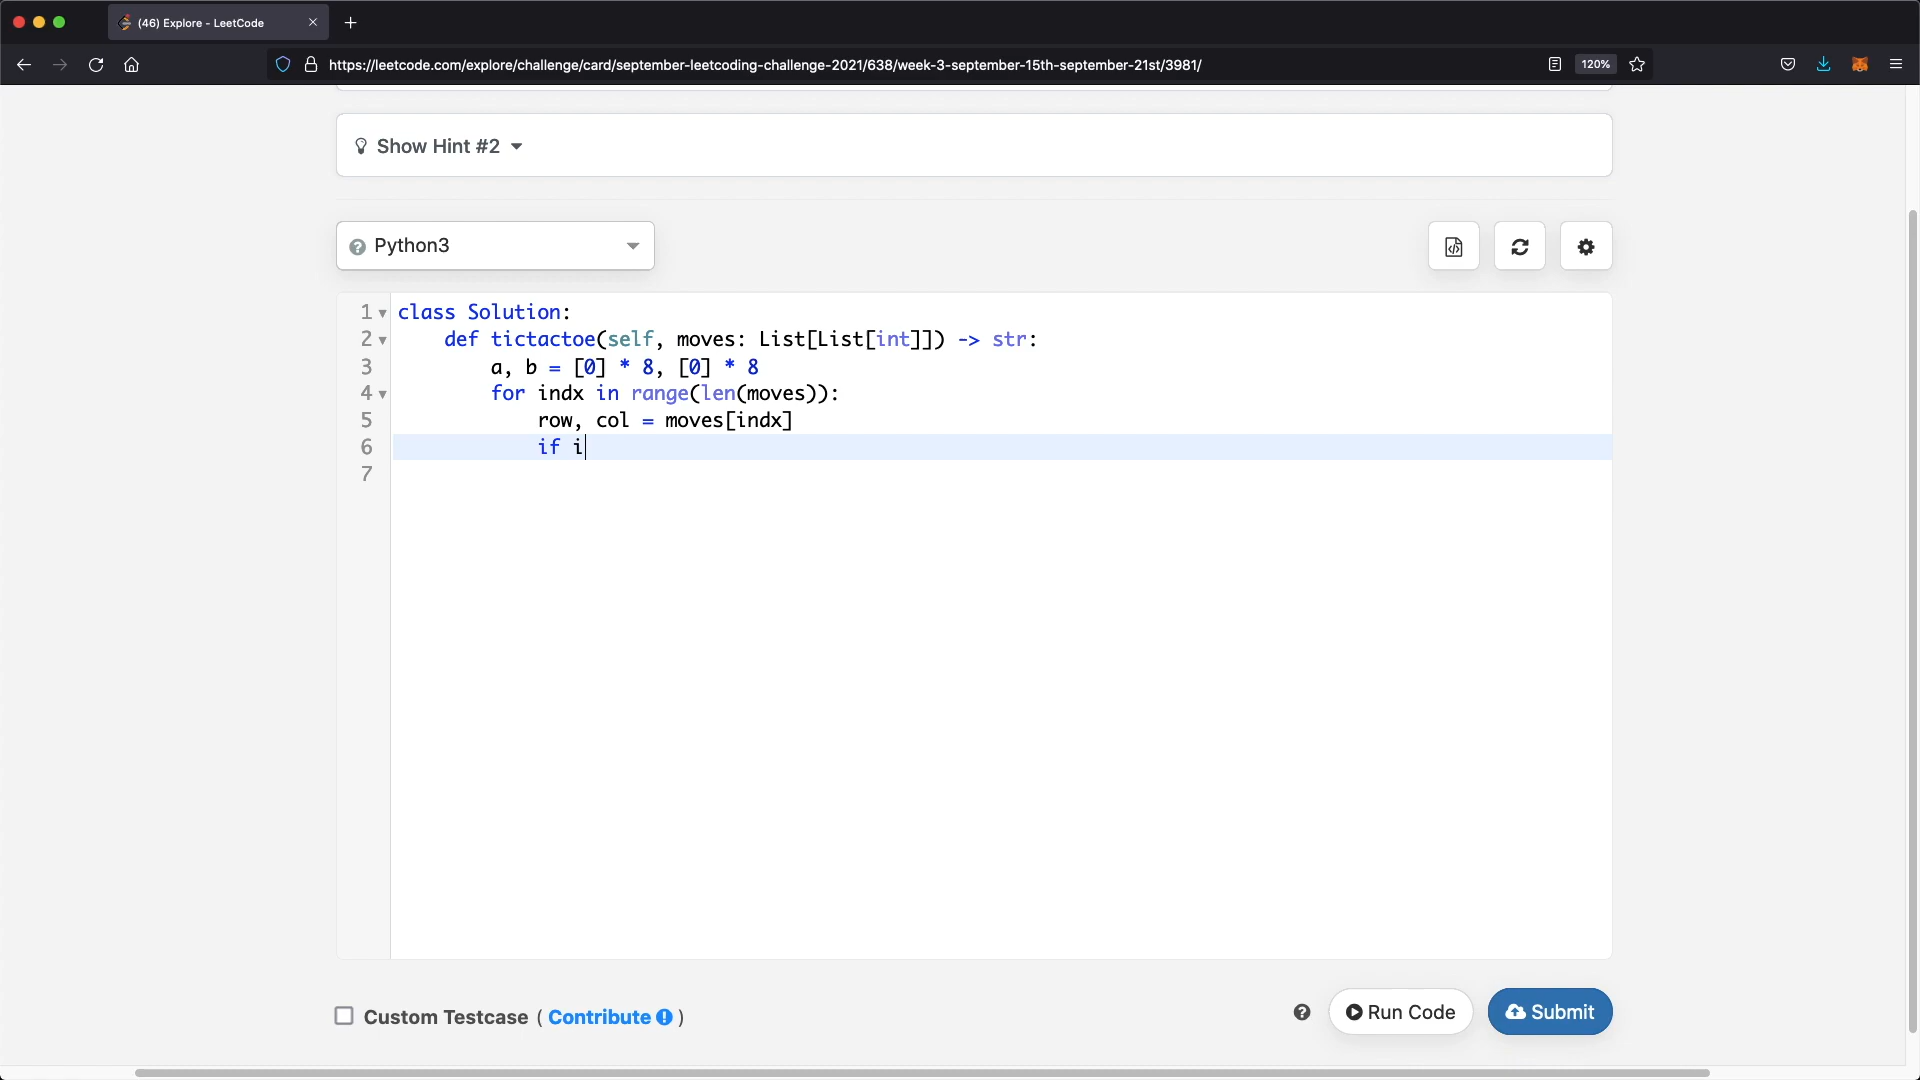 (46) Explore - LeetCode
https://leetcode.com/explore/challenge/card/september-leetcoding-challenge-2021/638/week-3-september-15th-september-21st/3981/
120%
Show Hint #2
Python3
1 class Solution:
2 def tictactoe(self, moves: List[List[int]]) -> str:
3 a, b = [0] * 8, [0] * 8
4 for indx in range(len(moves)):
5 row, col = moves[indx]
6 if i
7
Custom Testcase ( Contribute )
Run Code
Submit